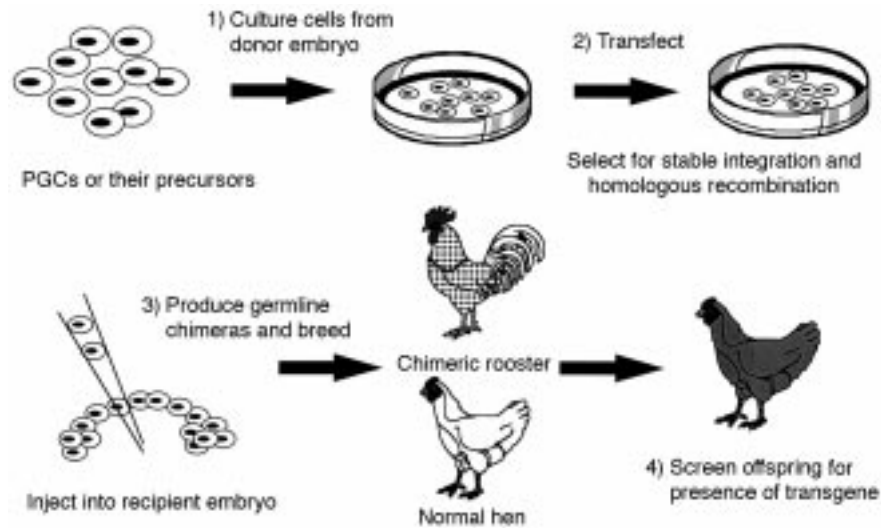 1) Culture cells from
donor embryo
2) Transfect
PGCs or their precursors
Select for stable integration and
homologous recombination
3) Produce germline
chimeras and breed
Chimeric rooster
Inject into recipient embryo
Normal hen
4) Screen offspring for
presence of transgene